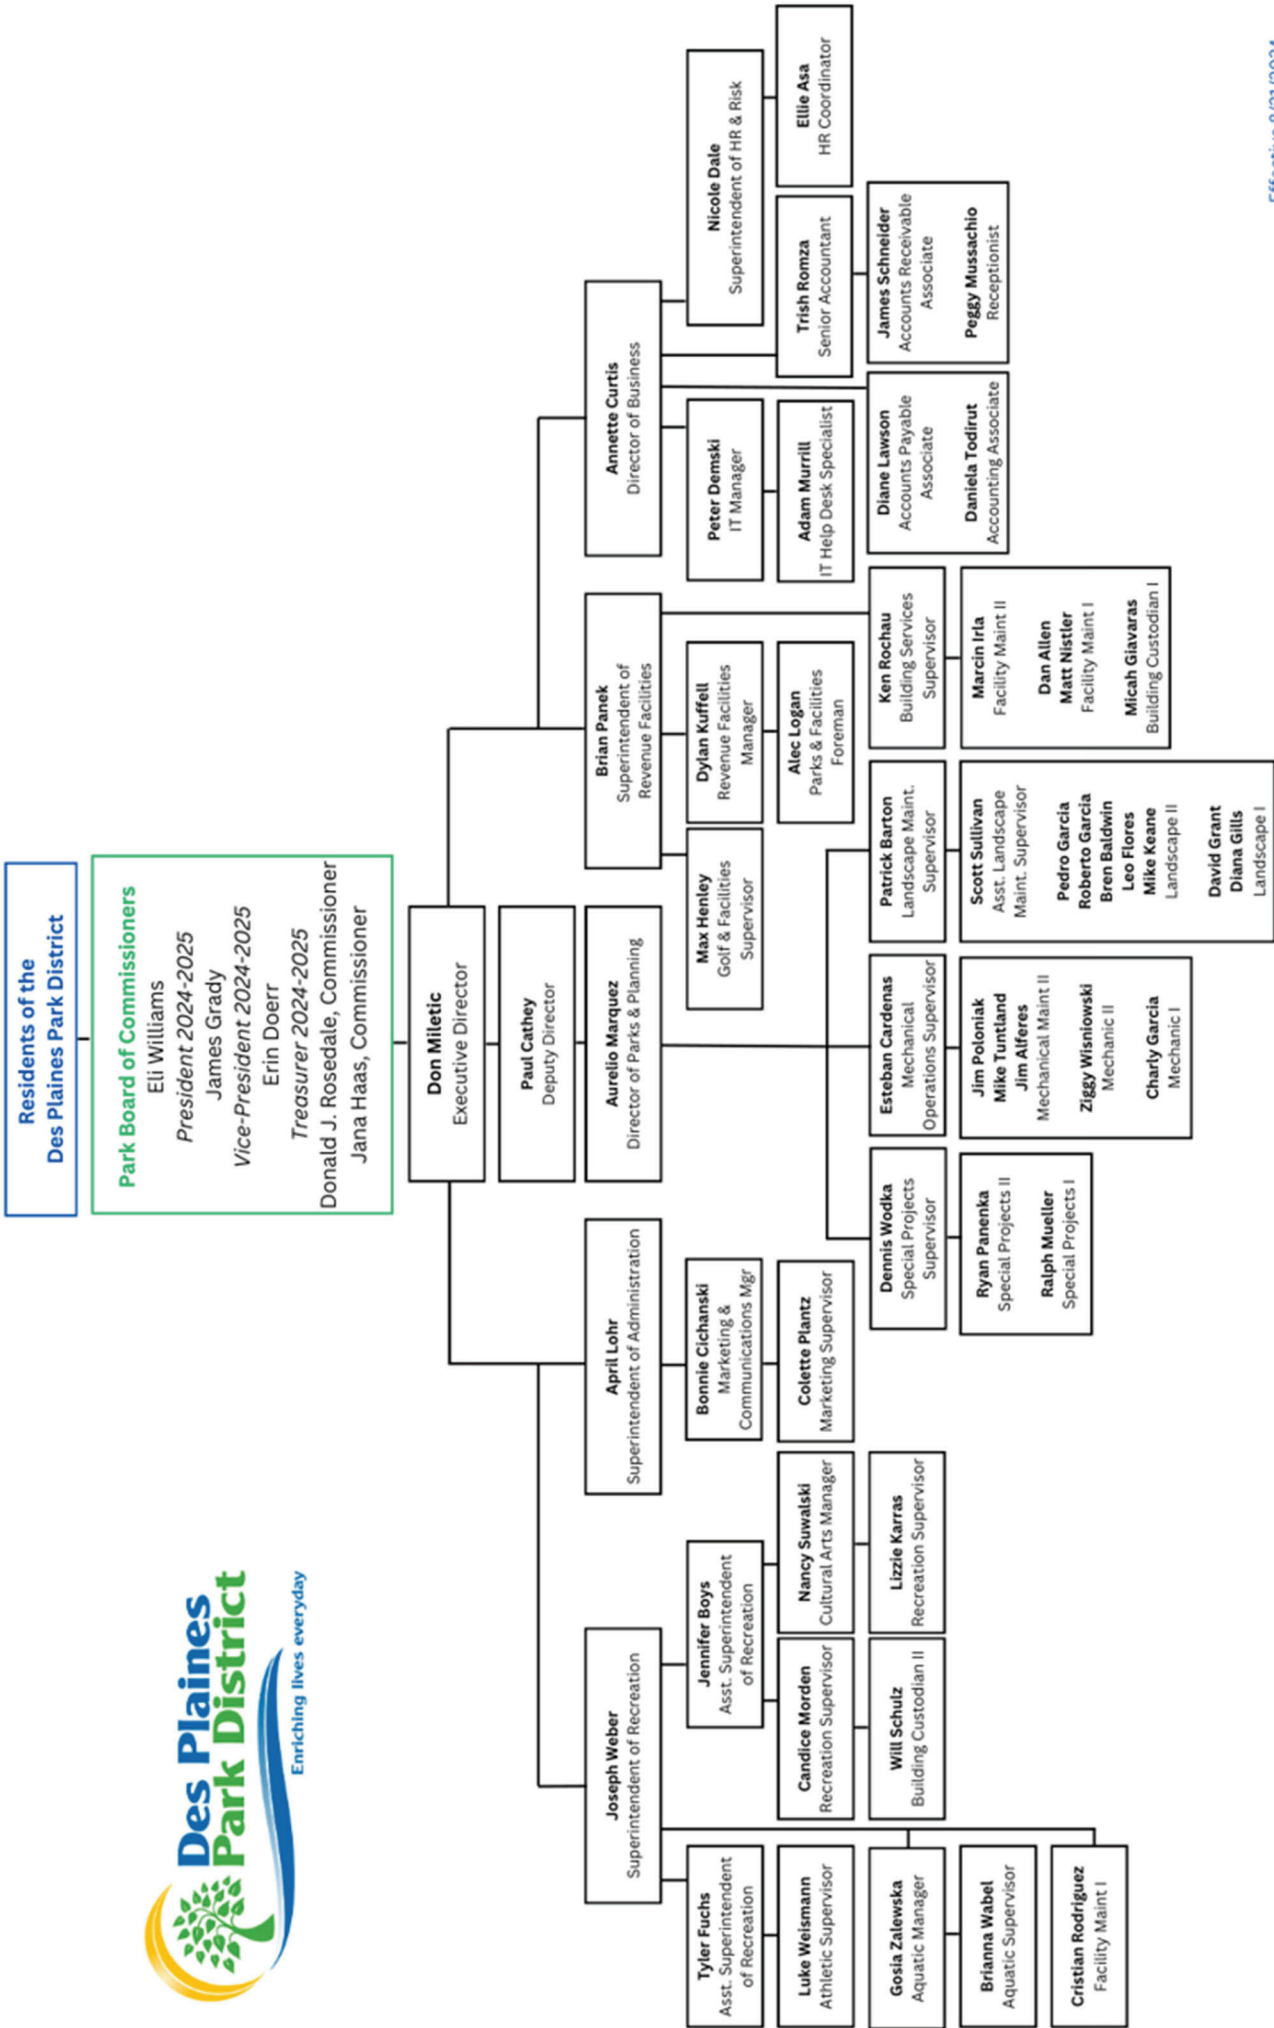 Des Plaines
Park District
Enriching lives everyday
Residents of the
Des Plaines Park District
Park Board of Commissioners
Eli Williams
President 2024-2025
James Grady
Vice-President 2024-2025
Erin Doerr
Treasurer 2024-2025
Donald J. Rosedale, Commissioner
Jana Haas, Commissioner
Don Miletic
Executive Director
Paul Cathey
Deputy Director
Joseph Weber
Superintendent of Recreation
April Lohr
Superintendent of Administration
Aurelio Marquez
Director of Parks & Planning
Brian Panek
Superintendent of
Revenue Facilities
Annette Curtis
Director of Business
Tyler Fuchs
Asst. Superintendent
of Recreation
Luke Weismann
Athletic Supervisor
Gosia Zalewska
Aquatic Manager
Brianna Wabel
Aquatic Supervisor
Cristian Rodriguez
Facility Maint I
Jennifer Boys
Asst. Superintendent
of Recreation
Candice Morden
Recreation Supervisor
Will Schulz
Building Custodian II
Nancy Suwalski
Cultural Arts Manager
Lizzie Karras
Recreation Supervisor
Bonnie Cichanski
Marketing &
Communications Mgr
Colette Plantz
Marketing Supervisor
Dennis Wodka
Special Projects
Supervisor
Ryan Panenka
Special Projects II
Ralph Mueller
Special Projects I
Esteban Cardenas
Mechanical
Operations Supervisor
Jim Poloniak
Mike Tuntland
Jim Alferes
Mechanical Maint II
Ziggy Wisniowski
Mechanic II
Charly Garcia
Mechanic I
Patrick Barton
Landscape Maint.
Supervisor
Scott Sullivan
Asst. Landscape
Maint. Supervisor
Pedro Garcia
Roberto Garcia
Bren Baldwin
Leo Flores
Mike Keane
Landscape II
David Grant
Diana Gills
Landscape I
Max Henley
Golf & Facilities
Supervisor
Dylan Kuffell
Revenue Facilities
Manager
Alec Logan
Parks & Facilities
Foreman
Ken Rochau
Building Services
Supervisor
Marcin Irla
Facility Maint II
Dan Allen
Matt Nistler
Facility Maint I
Micah Giavaras
Building Custodian I
Peter Demski
IT Manager
Adam Murrill
IT Help Desk Specialist
Diane Lawson
Accounts Payable
Associate
Daniela Todirut
Accounting Associate
Nicole Dale
Superintendent of HR & Risk
Trish Romza
Senior Accountant
James Schneider
Accounts Receivable
Associate
Peggy Mussachio
Receptionist
Ellie Asa
HR Coordinator